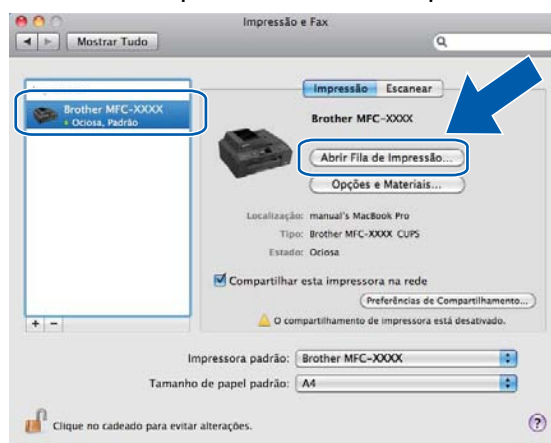 Impressão e Fax
Mostrar Tudo
Impressão Escanear
Brother MFC-XXXX
Ociosa, Padrão
Brother MFC-XXXX
Abrir Fila de Impressão...
Opções e Materiais...
Localização: manual's MacBook Pro
Tipo: Brother MFC-XXXX CUPS
Estado: Ociosa
Compartilhar esta impressora na rede
Preferências de Compartilhamento...
O compartilhamento de impressora está desativado.
+ -
Impressora padrão: Brother MFC-XXXX
Tamanho de papel padrão: A4
Clique no cadeado para evitar alterações.
?